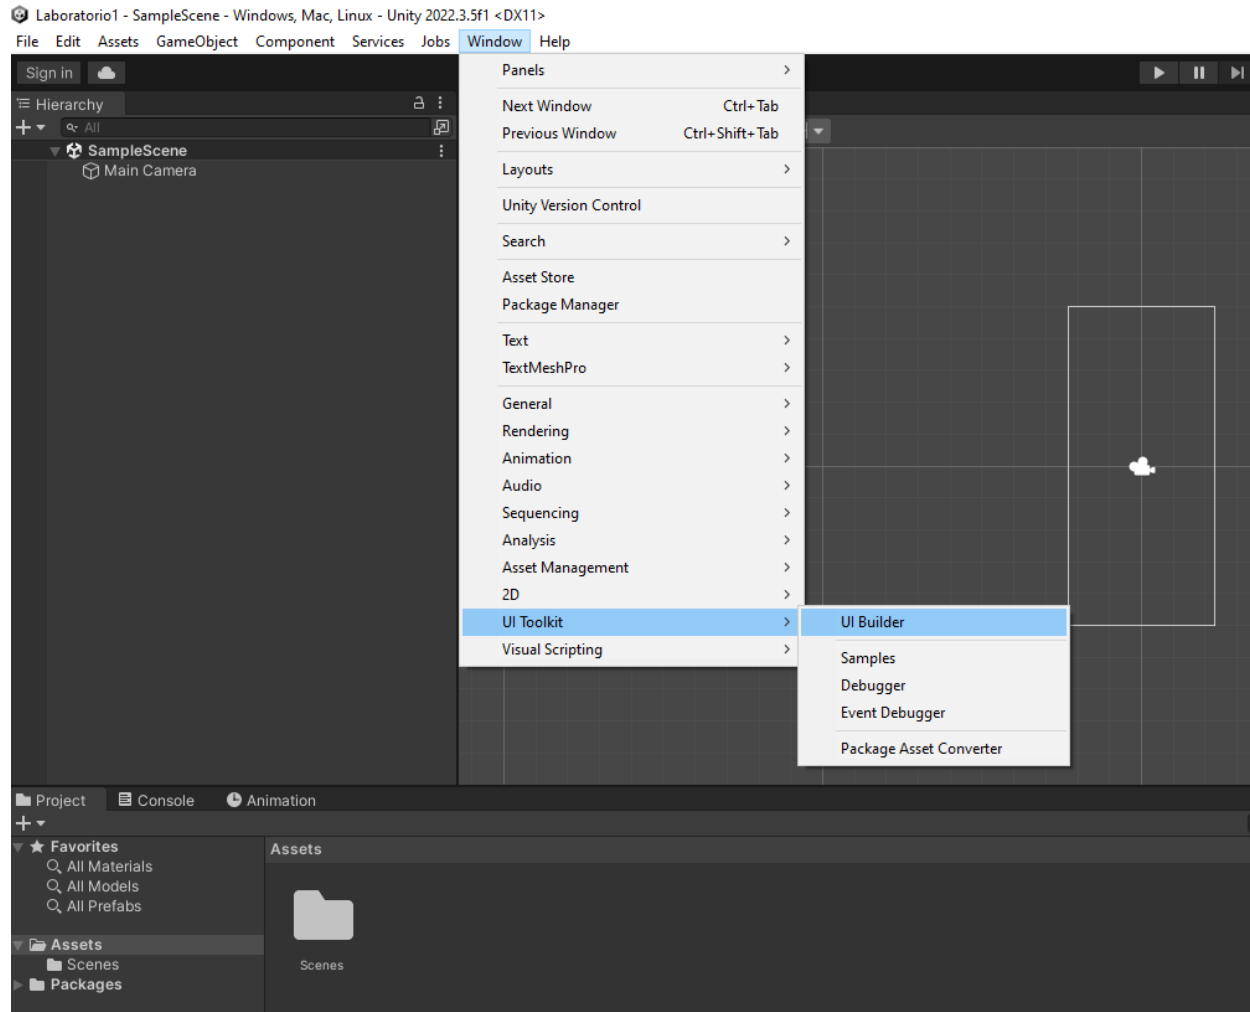 Laboratorio1 - SampleScene - Windows, Mac, Linux - Unity 2022.3.5f1 <DX11>
File Edit Assets GameObject Component Services Jobs Window Help
Sign in
Hierarchy
All
SampleScene
Main Camera
Panels
Next Window Ctrl+Tab
Previous Window Ctrl+Shift+Tab
Layouts
Unity Version Control
Search
Asset Store
Package Manager
Text
TextMeshPro
General
Rendering
Animation
Audio
Sequencing
Analysis
Asset Management
2D
UI Toolkit
Visual Scripting
UI Builder
Samples
Debugger
Event Debugger
Package Asset Converter
Project Console Animation
Favorites
All Materials
All Models
All Prefabs
Assets
Scenes
Packages
Assets
Scenes